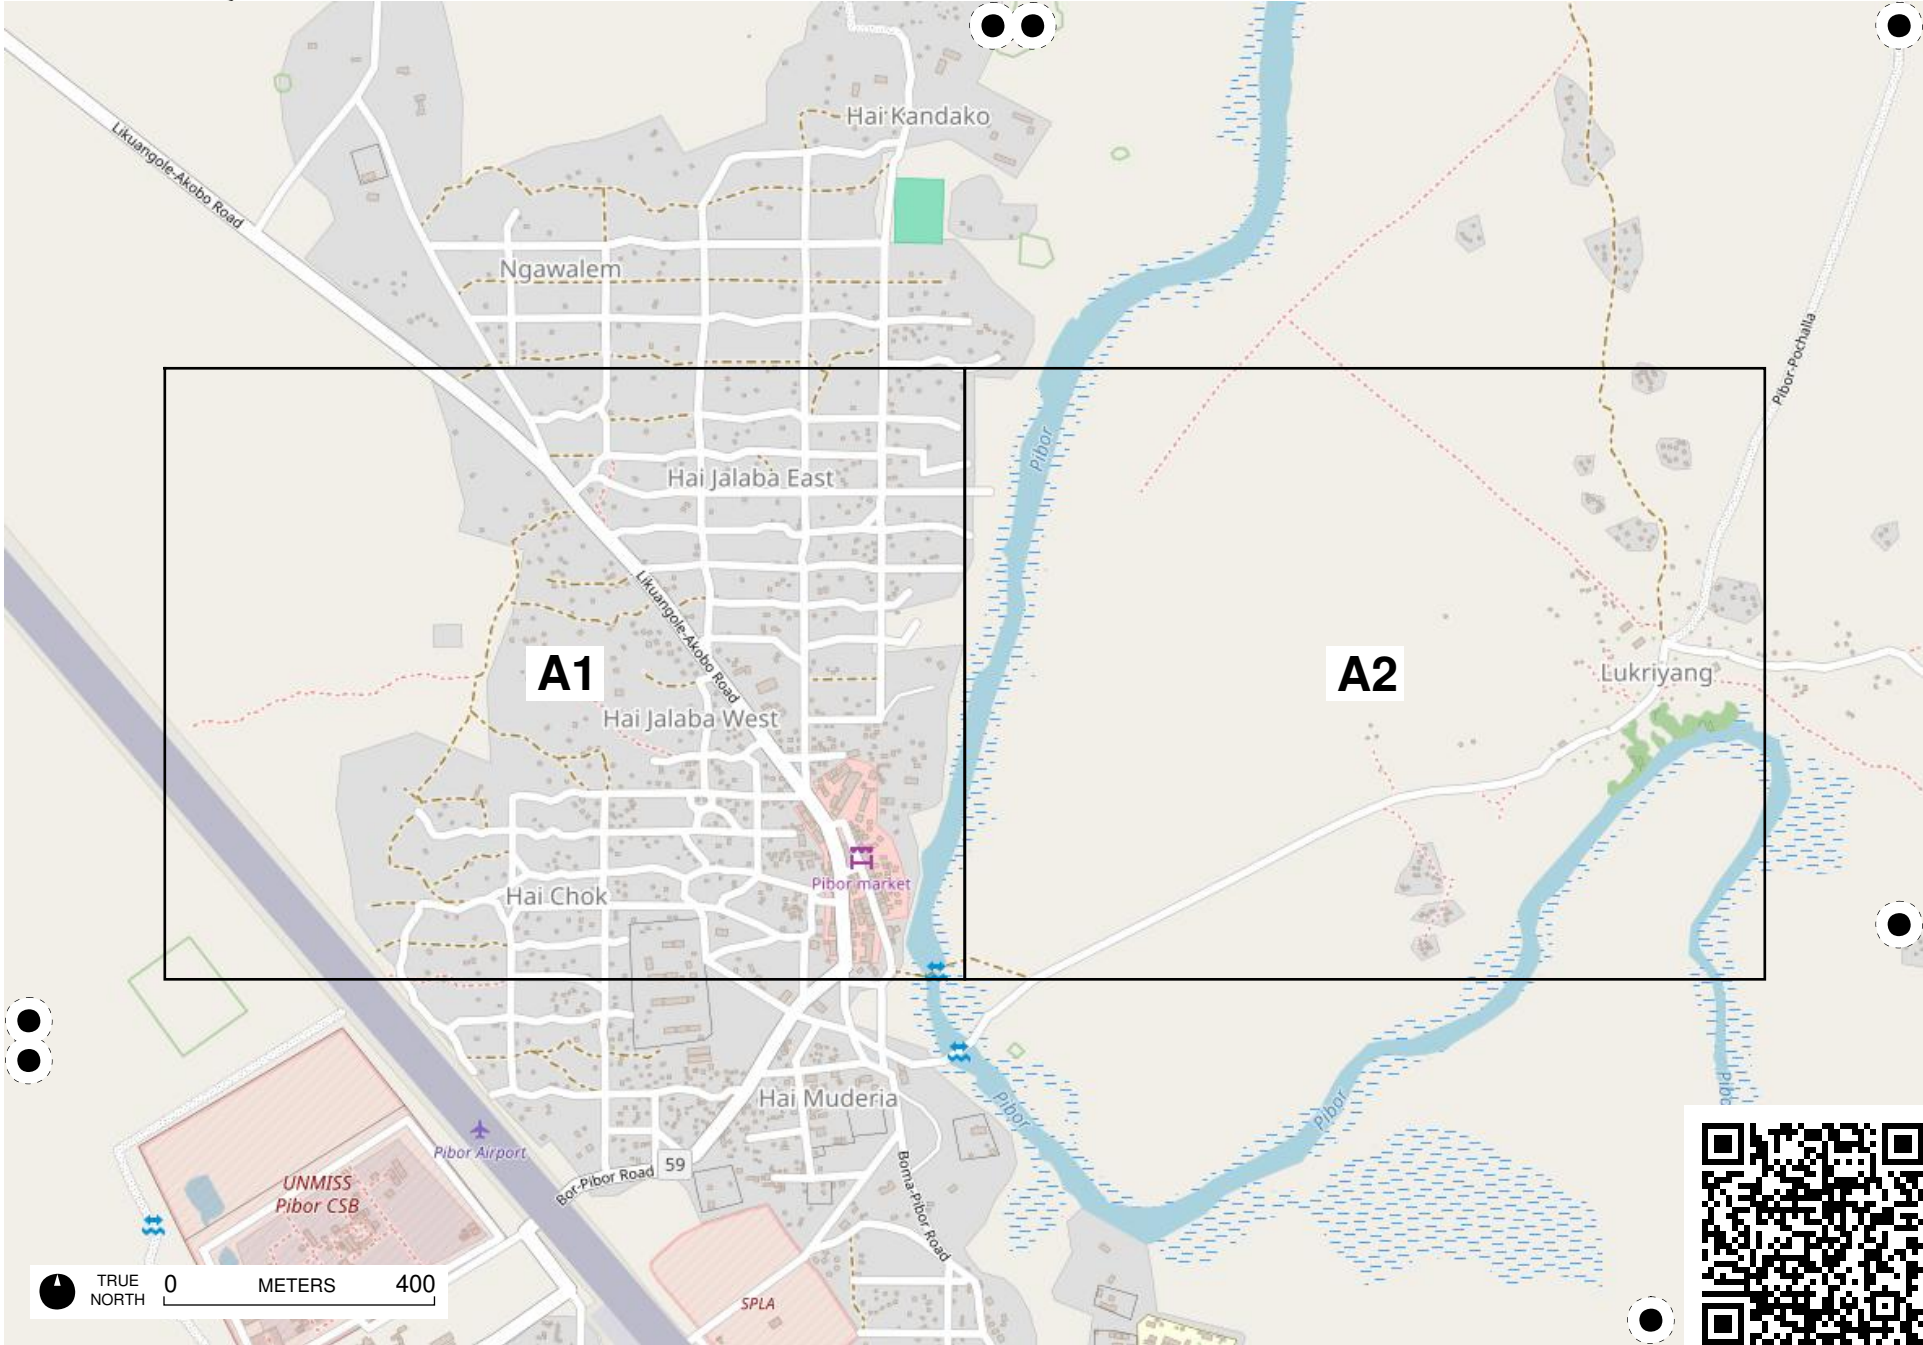 Hai Kandako
Likuangole-Akobo Road
Ngawalem
Pibor-Pochalla
Pibor
Hai Jalaba East
Likuangole-Akobo Road
A1
A2
Lukriyang
Hai Jalaba West
Pibor market
Hai Chok
Hai Muderia
Pibor
Pibor
Pibo
Pibor Airport
59
Bor-Pibor Road
Boma-Pibor Road
UNMISS
Pibor CSB
TRUE
NORTH
0 METERS 400
SPLA